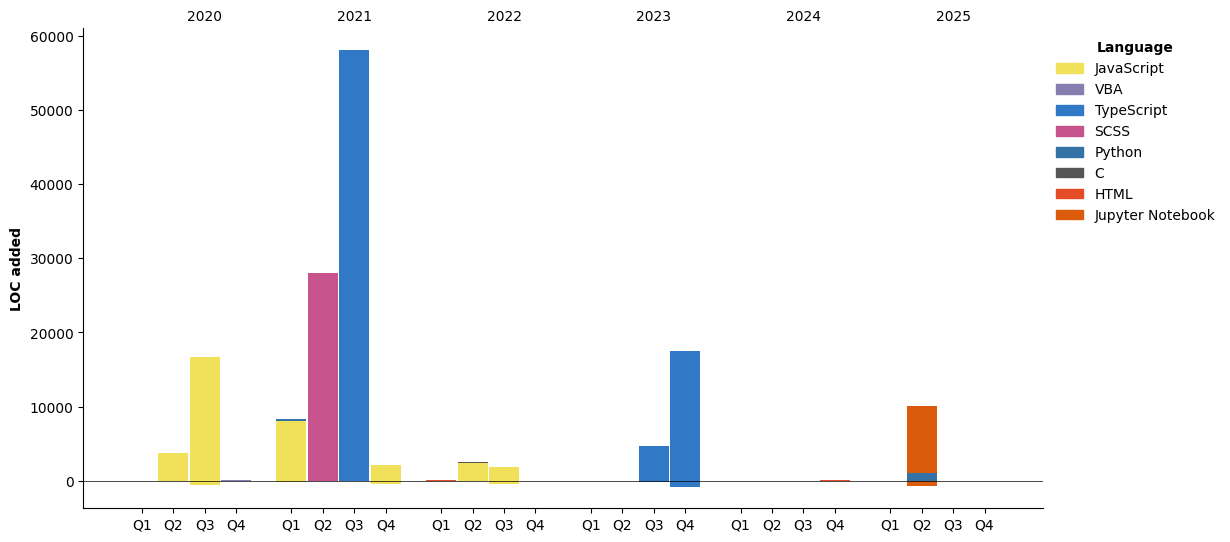 2020 2021 2022 2023 2024 2025
60000
50000
40000
30000
20000
10000
0
LOC added
Q1 Q2 Q3 Q4 Q1 Q2 Q3 Q4 Q1 Q2 Q3 Q4 Q1 Q2 Q3 Q4 Q1 Q2 Q3 Q4 Q1 Q2 Q3 Q4
Language
JavaScript
VBA
TypeScript
SCSS
Python
C
HTML
Jupyter Notebook